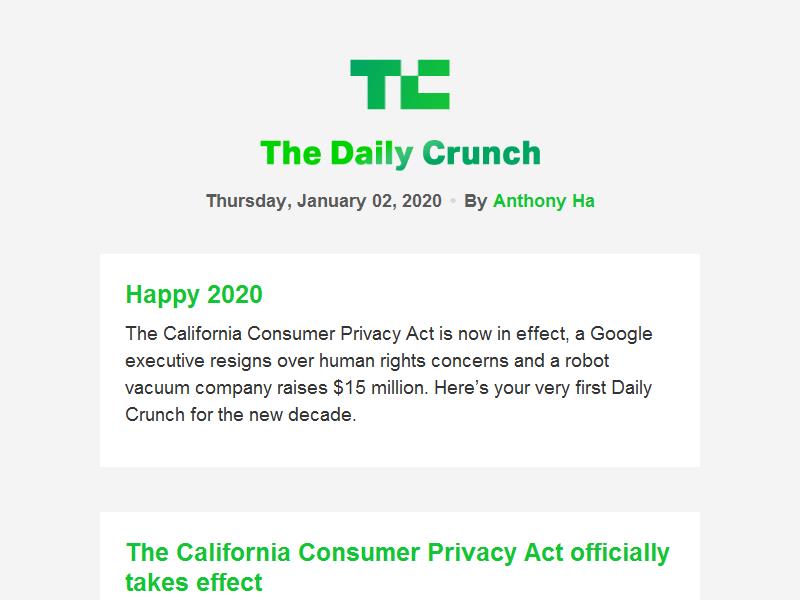 TC
The Daily Crunch
Thursday, January 02, 2020 • By Anthony Ha
Happy 2020
The California Consumer Privacy Act is now in effect, a Google
executive resigns over human rights concerns and a robot
vacuum company raises $15 million. Here’s your very first Daily
Crunch for the new decade.
The California Consumer Privacy Act officially
takes effect